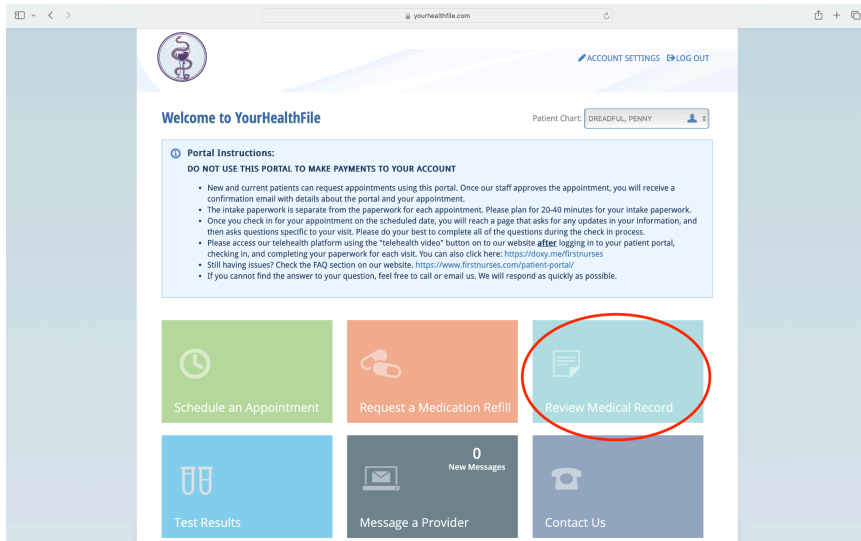 yourhealthfile.com
ACCOUNT SETTINGS LOG OUT
Welcome to YourHealthFile
Patient Chart: DREADFUL, PENNY
Portal Instructions:
DO NOT USE THIS PORTAL TO MAKE PAYMENTS TO YOUR ACCOUNT
• New and current patients can request appointments using this portal. Once our staff approves the appointment, you will receive a
confirmation email with details about the portal and your appointment.
• The intake paperwork is separate from the paperwork for each appointment. Please plan for 20-40 minutes for your intake paperwork.
• Once you check in for your appointment on the scheduled date, you will reach a page that asks for any updates in your information, and
then asks questions specific to your visit. Please do your best to complete all of the questions during the check in process.
• Please access our telehealth platform using the "telehealth video" button on to our website after logging in to your patient portal,
checking in, and completing your paperwork for each visit. You can also click here: https://doxy.me/firstnurses
• Still having issues? Check the FAQ section on our website. https://www.firstnurses.com/patient-portal/
• If you cannot find the answer to your question, feel free to call or email us. We will respond as quickly as possible.
Schedule an Appointment
Request a Medication Refill
Review Medical Record
Test Results
0
New Messages
Message a Provider
Contact Us